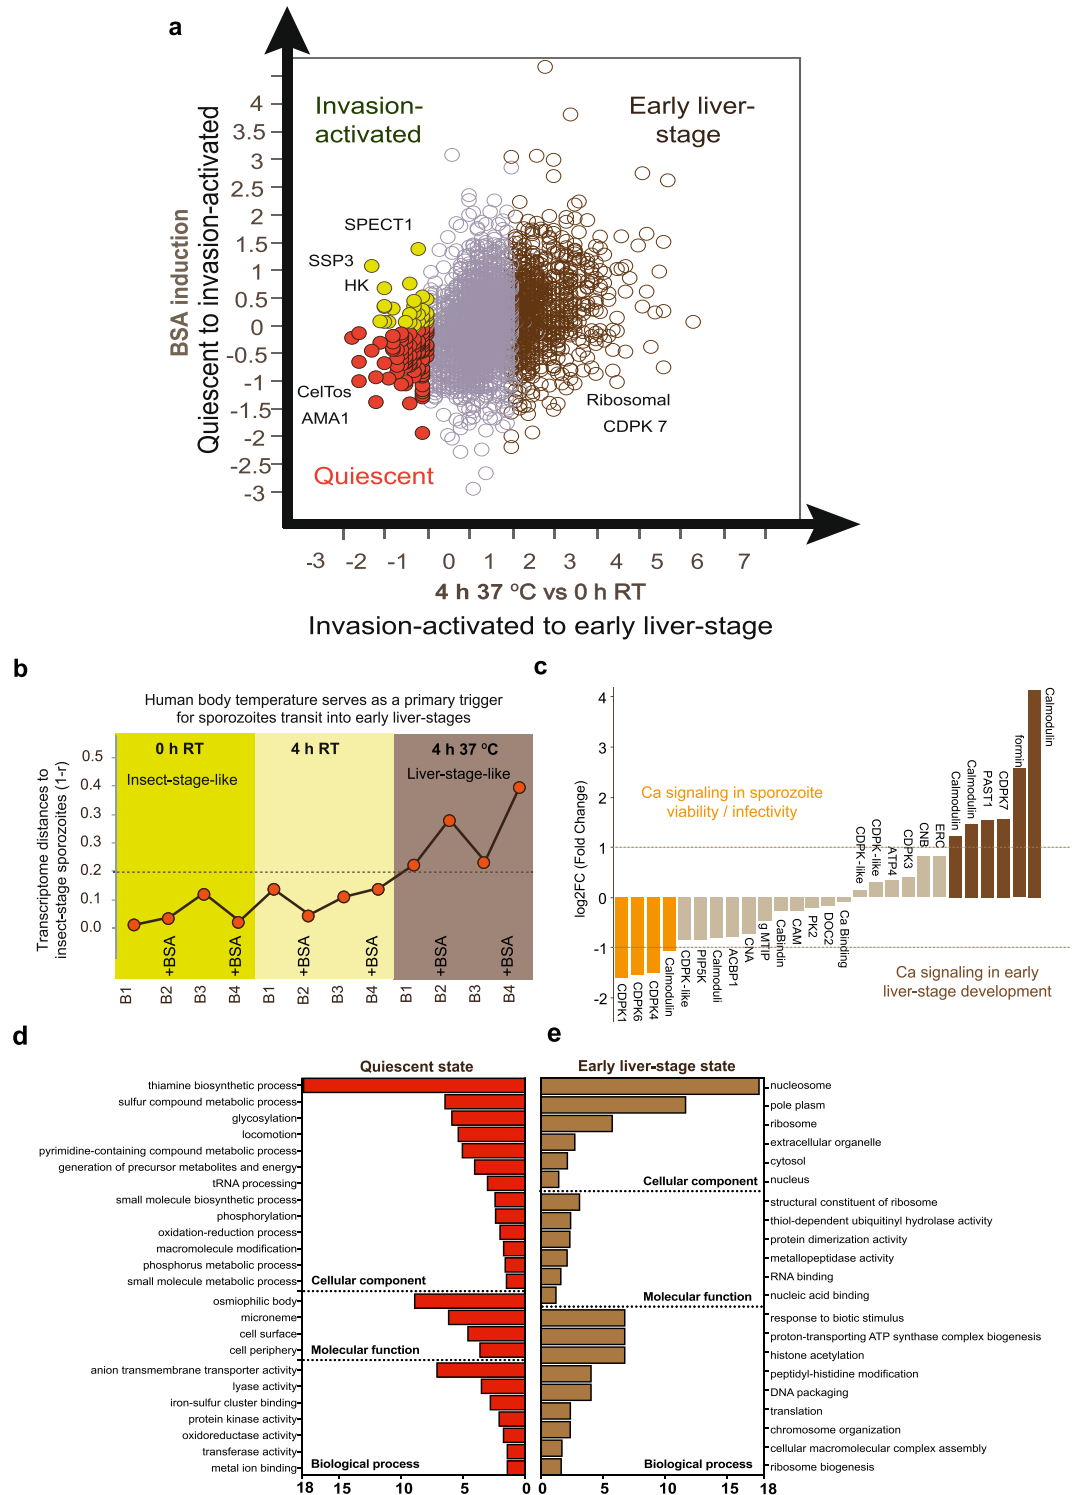 a
Invasion-
activated
Early liver-
stage
SPECT1
SSP3
HK
CelTos
AMA1
Ribosomal
CDPK 7
Quiescent
BSA induction
Quiescent to invasion-activated
4
3.5
3
2.5
2
1.5
1
0.5
0
-0.5
-1
-1.5
-2
-2.5
-3
-3 -2 -1 0 1 2 3 4 5 6 7
4 h 37 ºC vs 0 h RT
Invasion-activated to early liver-stage
b
Human body temperature serves as a primary trigger
for sporozoites transit into early liver-stages
Transcriptome distances to
insect-stage sporozoites (1-r)
0.5
0.4
0.3
0.3
0.2
0.1
0.0
0 h RT
Insect-stage-like
4 h RT
4 h 37 ºC
Liver-stage-like
+BSA +BSA +BSA +BSA +BSA +BSA
B1 B2 B3 B4 B1 B2 B3 B4 B1 B2 B3 B4
c
log2FC (Fold Change)
4
3
2
1
0
-1
-2
Ca signaling in sporozoite
viability / infectivity
Ca signaling in early
liver-stage development
CDPK1
CDPK6
CDPK4
Calmodulin
CDPK-like
PIP5K
Calmoduli
ACBP1
CNA
g MTIP
CaBindin
CAM
PK2
DOC2
Ca Binding
CDPK-like
CDPK-like
ATP4
CDPK3
CNB
ERC
Calmodulin
Calmodulin
PAST1
CDPK7
formin
Calmodulin
d
Quiescent state
thiamine biosynthetic process
sulfur compound metabolic process
glycosylation
locomotion
pyrimidine-containing compound metabolic process
generation of precursor metabolites and energy
tRNA processing
small molecule biosynthetic process
phosphorylation
oxidation-reduction process
macromolecule modification
phosphorus metabolic process
small molecule metabolic process
Cellular component
osmiophilic body
microneme
cell surface
cell periphery
Molecular function
anion transmembrane transporter activity
lyase activity
iron-sulfur cluster binding
protein kinase activity
oxidoreductase activity
transferase activity
metal ion binding
Biological process
18 15 10 5 0
e
Early liver-stage state
nucleosome
pole plasm
ribosome
extracellular organelle
cytosol
nucleus
Cellular component
structural constituent of ribosome
thiol-dependent ubiquitinyl hydrolase activity
protein dimerization activity
metallopeptidase activity
RNA binding
nucleic acid binding
Molecular function
response to biotic stimulus
proton-transporting ATP synthase complex biogenesis
histone acetylation
peptidyl-histidine modification
DNA packaging
translation
chromosome organization
cellular macromolecular complex assembly
ribosome biogenesis
Biological process
0 5 10 15 18